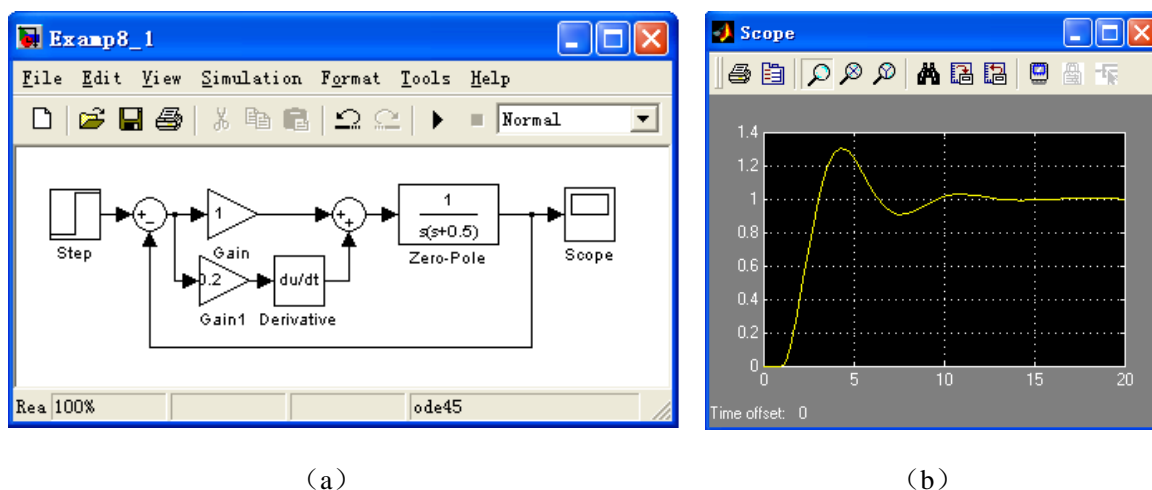 Examp8_1
File Edit View Simulation Format Tools Help
Normal
1
Gain
0.2
Gain1
du/dt
Derivative
Step
+
−
+
+
1
s(s+0.5)
Zero-Pole
Scope
Rea 100% ode45
(a)
Scope
1.4
1.2
1
0.8
0.6
0.4
0.2
0
0 5 10 15 20
Time offset: 0
(b)